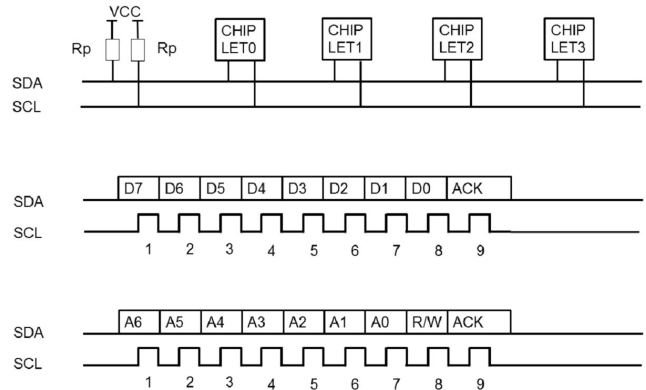 VCC
Rp Rp
CHIP LET0 CHIP LET1 CHIP LET2 CHIP LET3
SDA
SCL
D7 D6 D5 D4 D3 D2 D1 D0 ACK
SDA
SCL
1 2 3 4 5 6 7 8 9
A6 A5 A4 A3 A2 A1 A0 R/W ACK
SDA
SCL
1 2 3 4 5 6 7 8 9